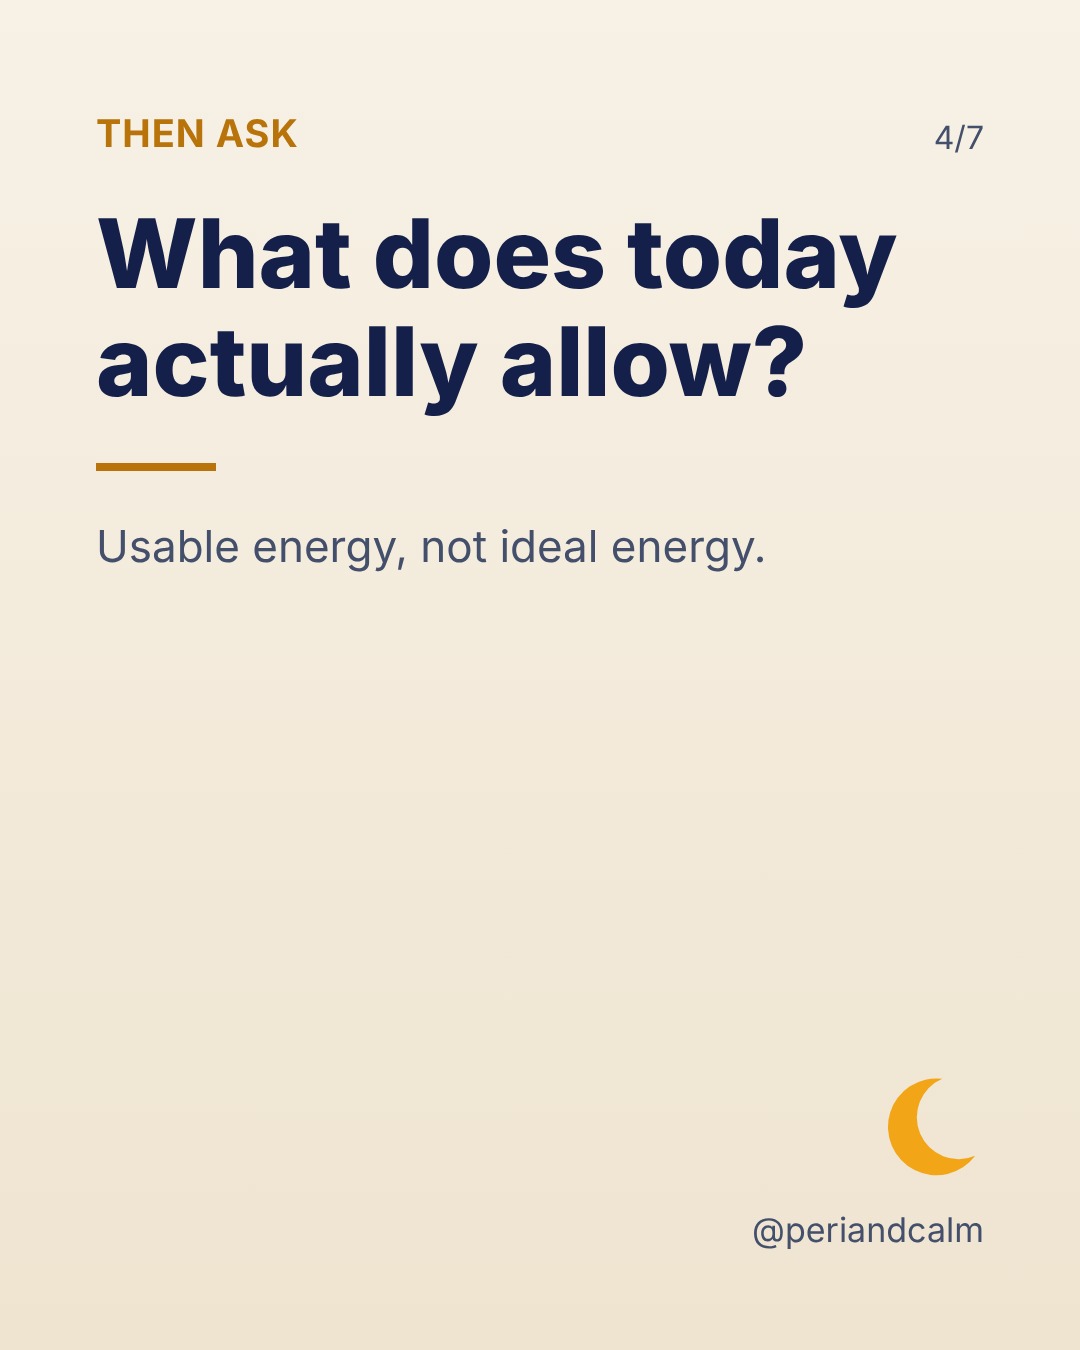 THEN ASK
4/7
What does today
actually allow?
Usable energy, not ideal energy.
@periandcalm